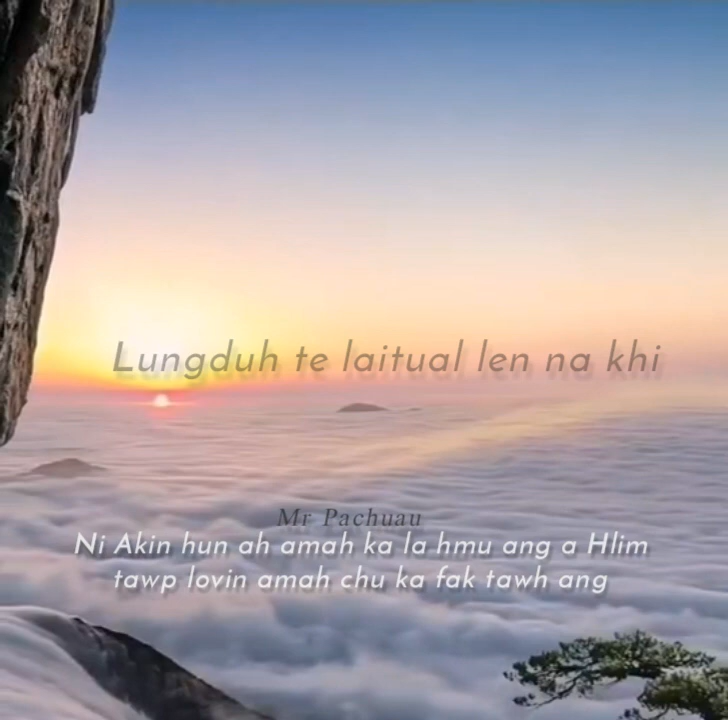 Lungduh te laitual len na khi
Mr Pachuau
Ni Akin hun ah amah ka la hmu ang a Hlim
tawp lovin amah chu ka fak tawh ang